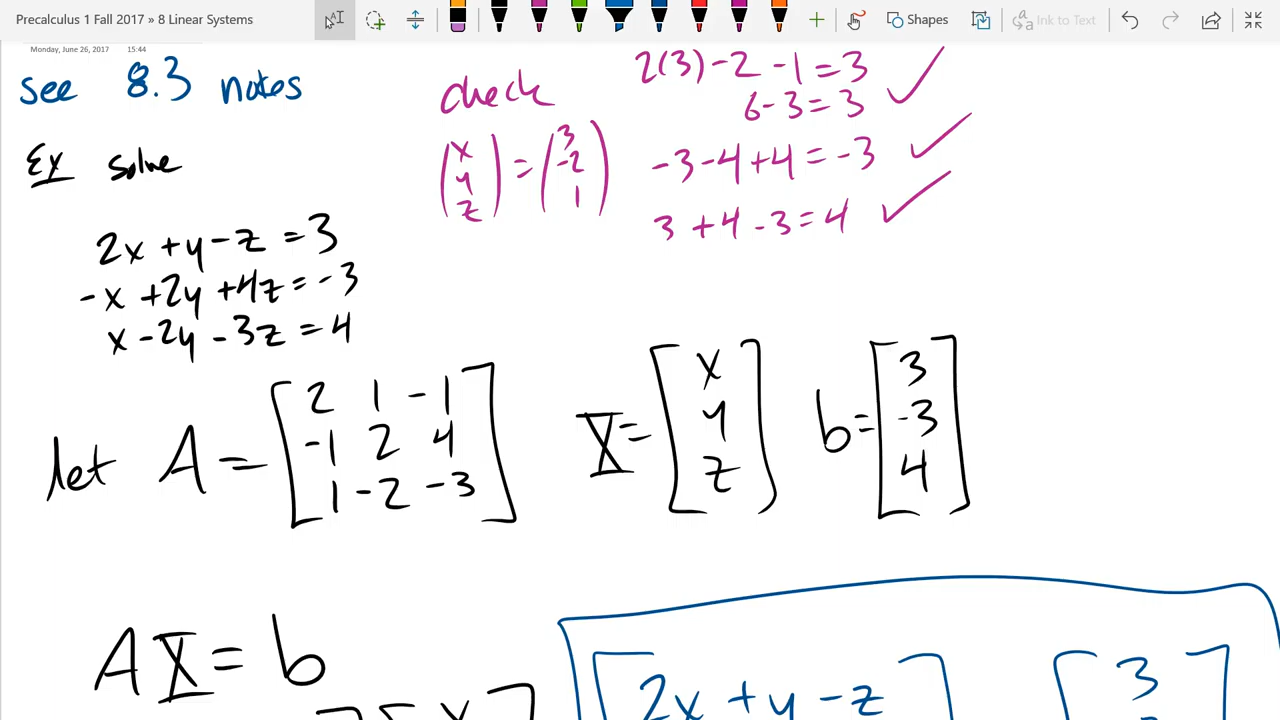 Precalculus 1 Fall 2017 » 8 Linear Systems
Shapes
Ink to Text
Monday, June 26, 2017 15:44
see 8.3 notes
check
2(3)-2-1=3
6-3=3
(x y z) = (3 -2 1)
-3-4+4=-3
3+4-3=4
Ex solve
2x+y-z=3
-x+2y+4z=-3
x-2y-3z=4
let A = [2 1 -1
-1 2 4
1 -2 -3]
X = [x
y
z]
b = [3
-3
4]
AX = b
2x+y-z
3